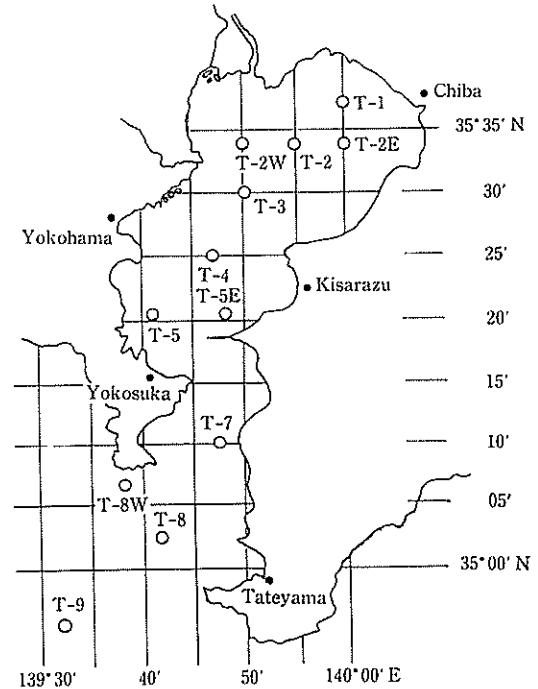 Chiba
T-1
35°35' N
T-2W
T-2
T-2E
30'
T-3
Yokohama
25'
T-4
Kisarazu
T-5E
T-5
20'
15'
Yokosuka
T-7
10'
T-8W
05'
T-8
35°00' N
Tateyama
T-9
139°30'
40'
50'
140°00' E